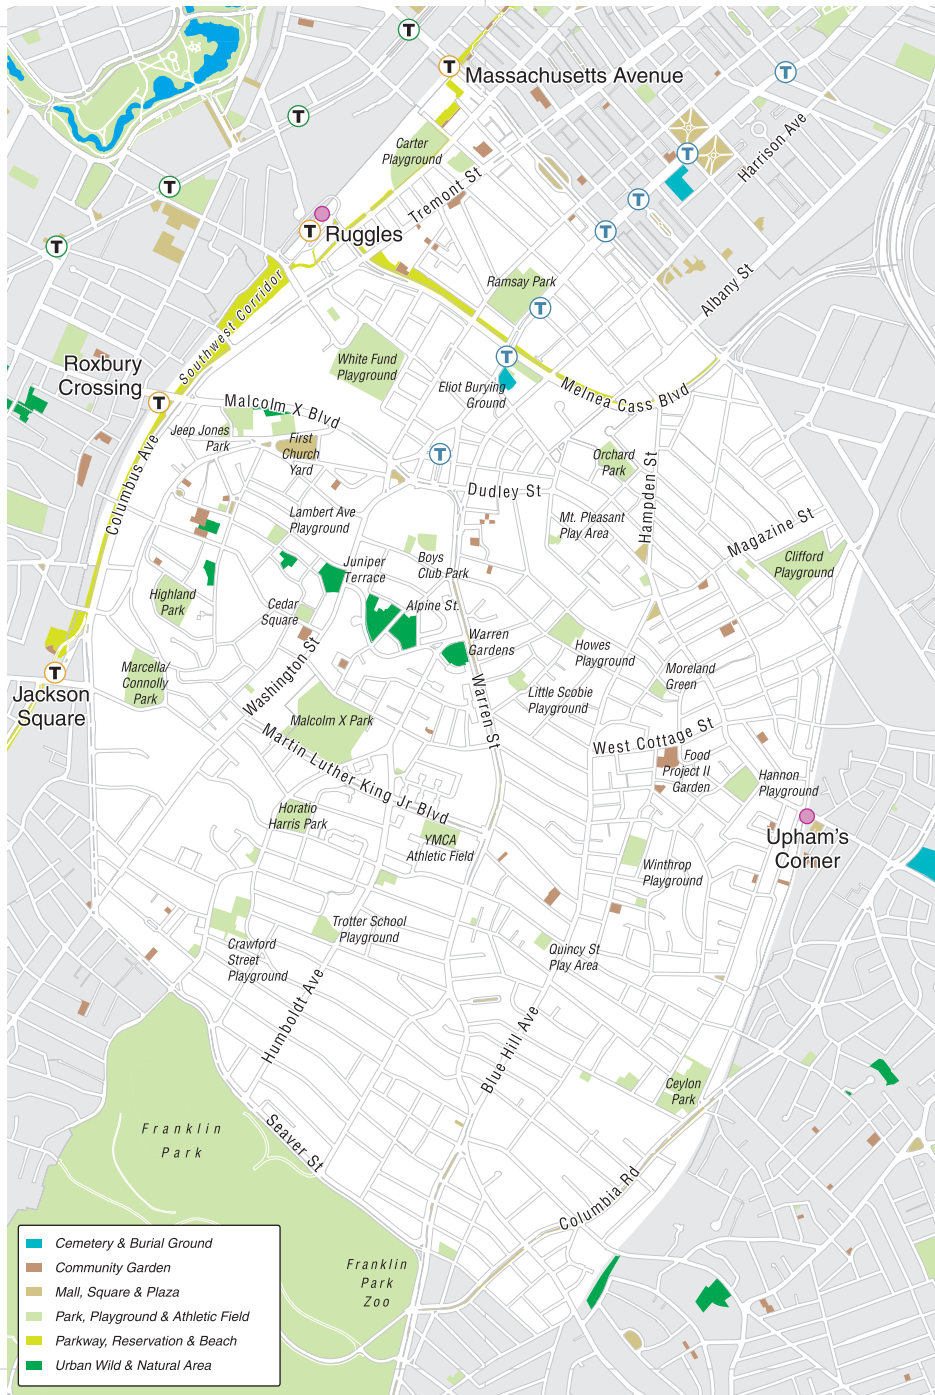 T
T
Massachusetts Avenue
T
T
Carter
Playground
Harrison Ave
T
T
Tremont St
T
T
T
Ruggles
T
Ramsay Park
Albany St
Southwest Corridor
T
White Fund
Playground
T
Roxbury
Crossing
Eliot Burying
Ground
Melnea Cass Blvd
T
Malcolm X Blvd
Jeep Jones
Park
First
Church
Yard
Columbus Ave
T
Orchard
Park
Hampden St
Dudley St
Lambert Ave
Playground
Mt. Pleasant
Play Area
Magazine St
Clifford
Playground
Boys
Club Park
Juniper
Terrace
Highland
Park
Cedar
Square
Alpine St.
Warren
Gardens
Howes
Playground
Washington St
Marcella/
Connolly
Park
Moreland
Green
T
Jackson
Square
Little Scobie
Playground
Warren St
Malcolm X Park
West Cottage St
Martin Luther King Jr Blvd
Food
Project II
Garden
Hannon
Playground
Horatio
Harris Park
Upham's
Corner
YMCA
Athletic Field
Winthrop
Playground
Trotter School
Playground
Crawford
Street
Playground
Quincy St
Play Area
Humboldt Ave
Blue Hill Ave
Ceylon
Park
Franklin
Park
Seaver St
Columbia Rd
Franklin
Park
Zoo
Cemetery & Burial Ground
Community Garden
Mall, Square & Plaza
Park, Playground & Athletic Field
Parkway, Reservation & Beach
Urban Wild & Natural Area